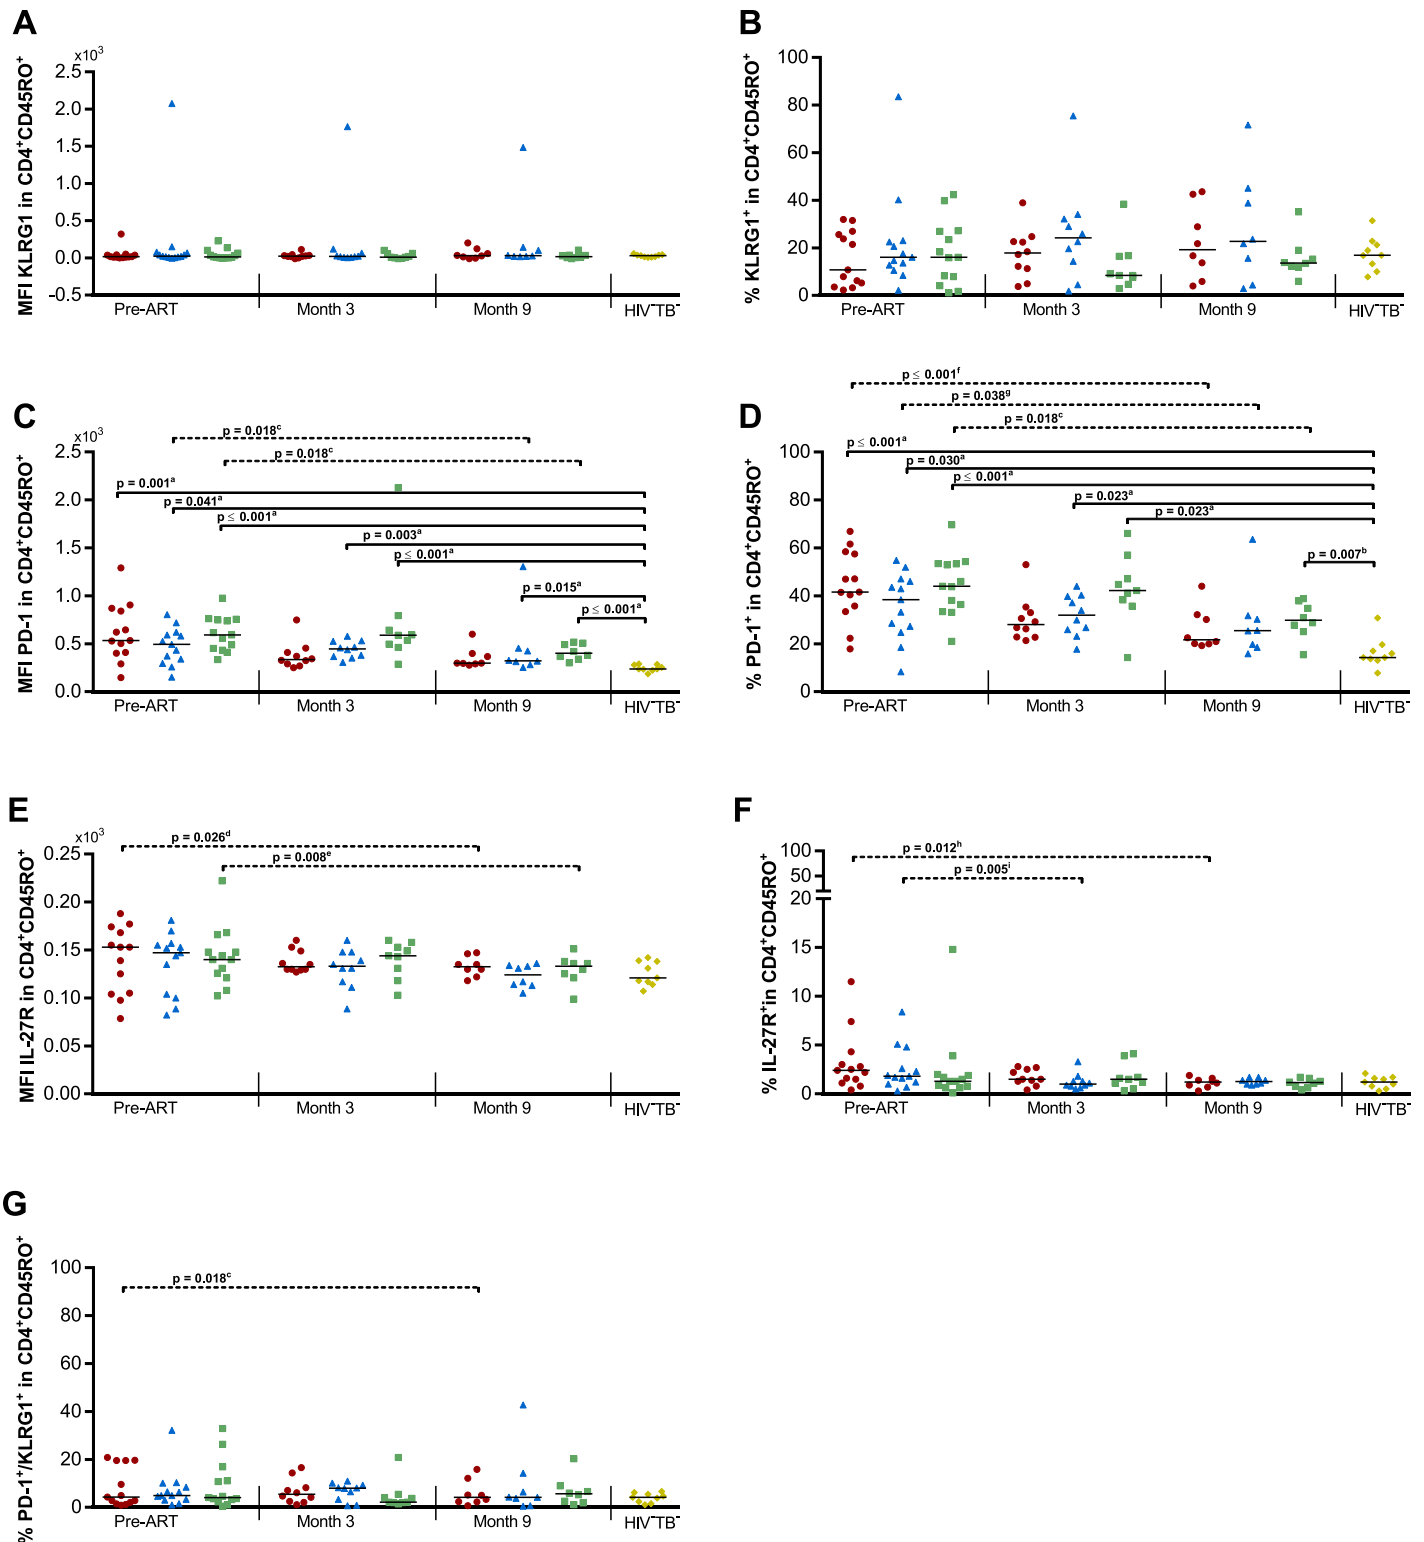 A
x10³
MFI KLRG1 in CD4⁺CD45RO⁺
2.5
2.0
1.5
1.0
0.5
0.0
-0.5
Pre-ART
Month 3
Month 9
HIV⁻TB⁻
B
% KLRG1⁺ in CD4⁺CD45RO⁺
100
80
60
40
20
0
Pre-ART
Month 3
Month 9
HIV⁻TB⁻
C
x10³
MFI PD-1 in CD4⁺CD45RO⁺
2.5
2.0
1.5
1.0
0.5
0.0
p = 0.018ᶜ
p = 0.018ᶜ
p = 0.001ᵃ
p = 0.041ᵃ
p ≤ 0.001ᵃ
p = 0.003ᵃ
p ≤ 0.001ᵃ
p = 0.015ᵃ
p ≤ 0.001ᵃ
Pre-ART
Month 3
Month 9
HIV⁻TB⁻
D
% PD-1⁺ in CD4⁺CD45RO⁺
100
80
60
40
20
0
p ≤ 0.001ᶠ
p = 0.038ᵍ
p = 0.018ᶜ
p ≤ 0.001ᵃ
p = 0.030ᵃ
p ≤ 0.001ᵃ
p = 0.023ᵃ
p = 0.023ᵃ
p = 0.007ᵇ
Pre-ART
Month 3
Month 9
HIV⁻TB⁻
E
x10³
MFI IL-27R in CD4⁺CD45RO⁺
0.25
0.20
0.15
0.10
0.05
0.00
p = 0.026ᵈ
p = 0.008ᵉ
Pre-ART
Month 3
Month 9
HIV⁻TB⁻
F
% IL-27R⁺in CD4⁺CD45RO⁺
100
50
20
15
10
5
0
p = 0.012ʰ
p = 0.005ⁱ
Pre-ART
Month 3
Month 9
HIV⁻TB⁻
G
% PD-1⁺/KLRG1⁺ in CD4⁺CD45RO⁺
100
80
60
40
20
0
p = 0.018ᶜ
Pre-ART
Month 3
Month 9
HIV⁻TB⁻